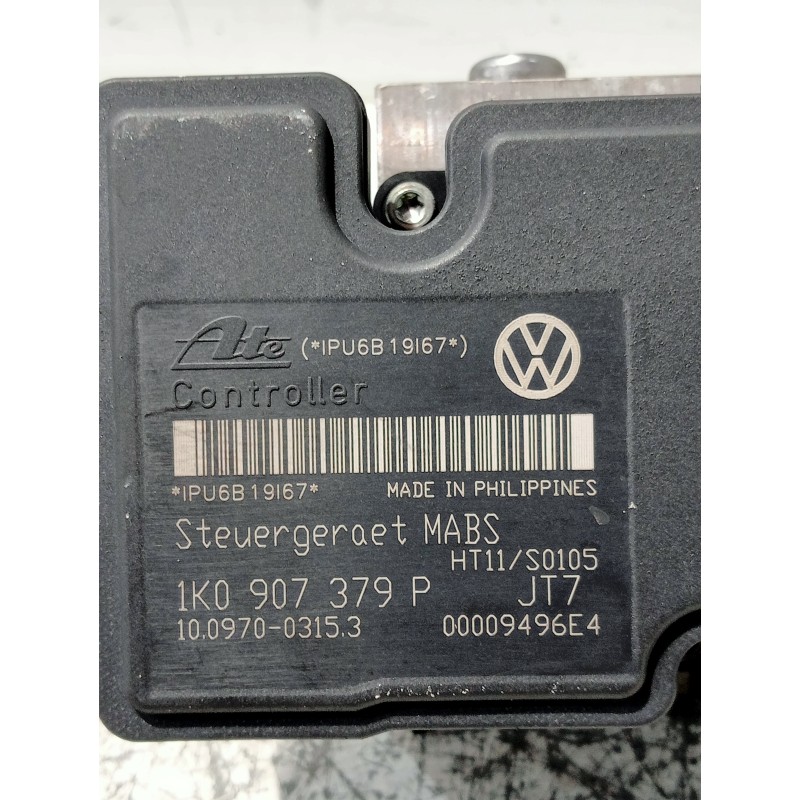 Ate (*IPU6B19I67*)
Controller
*IPU6B19I67* MADE IN PHILIPPINES
Steuergeraet MABS
HT11/S0105
1K0 907 379 P JT7
10.0970-0315.3 00009496E4